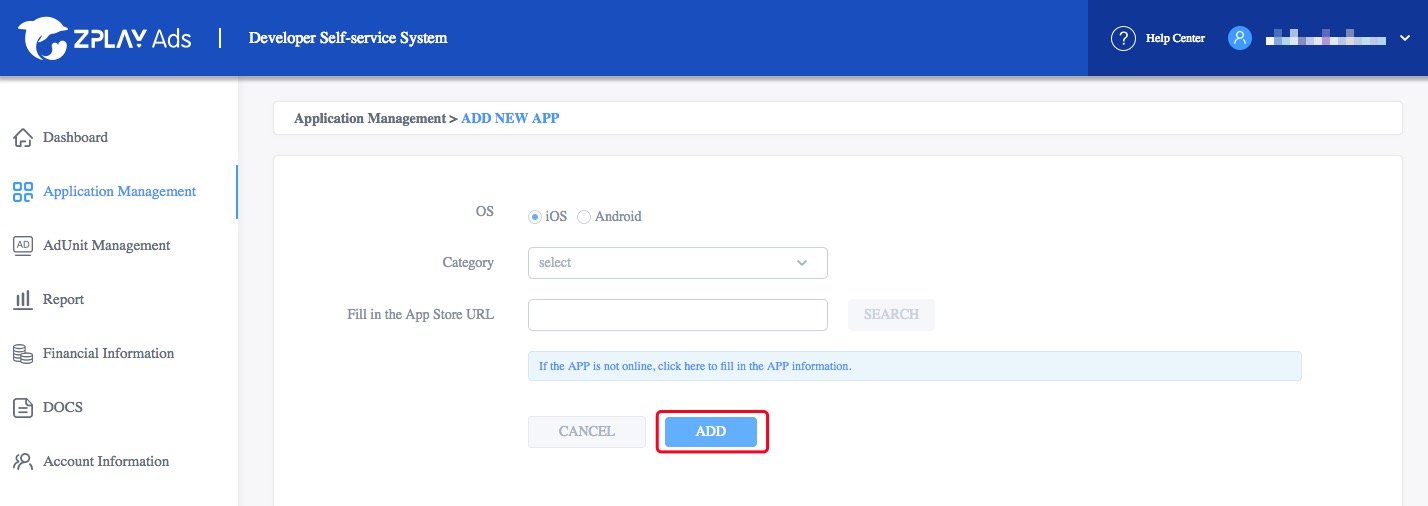 ZPLAY Ads | Developer Self-service System
? Help Center
Dashboard
Application Management
AD AdUnit Management
Report
Financial Information
DOCS
Account Information
Application Management > ADD NEW APP
OS iOS Android
Category select
Fill in the App Store URL SEARCH
If the APP is not online, click here to fill in the APP information.
CANCEL ADD